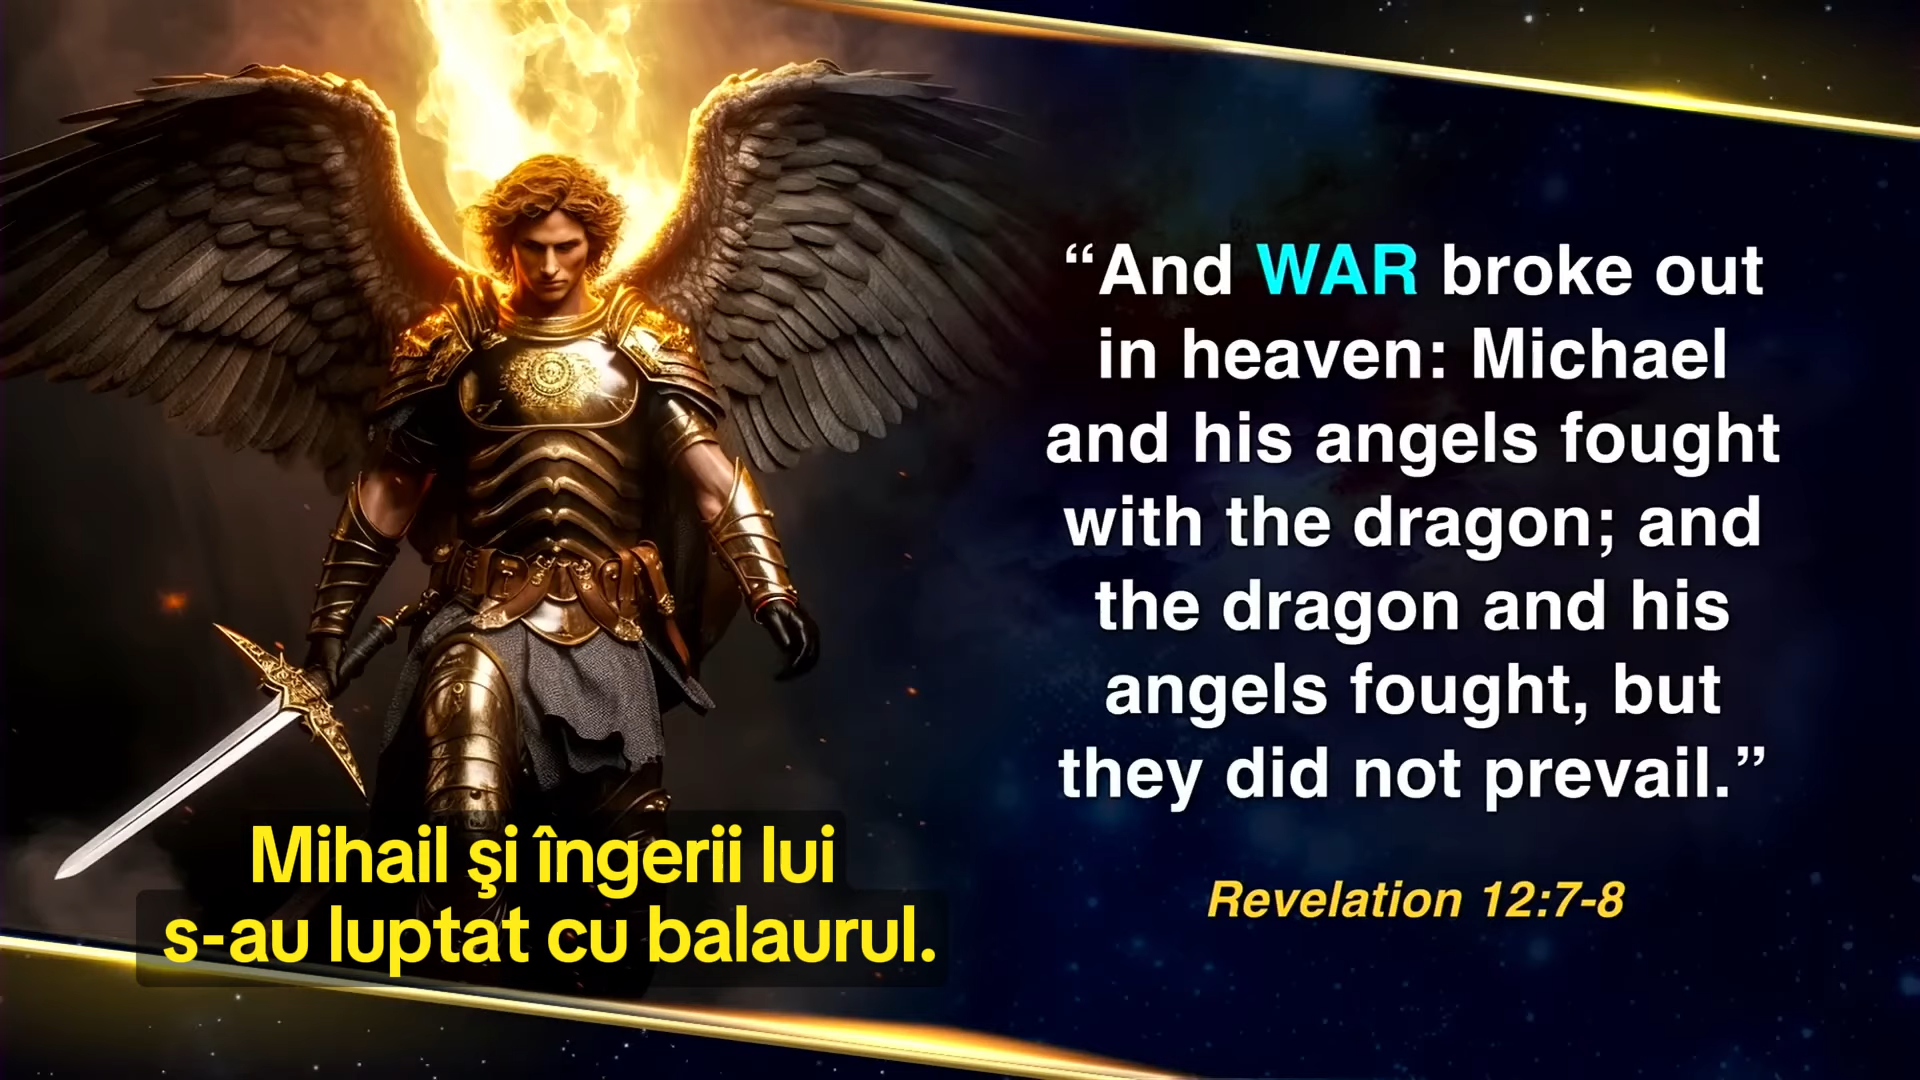 “And WAR broke out
in heaven: Michael
and his angels fought
with the dragon; and
the dragon and his
angels fought, but
they did not prevail.”
Revelation 12:7-8
Mihail şi îngerii lui
s-au luptat cu balaurul.